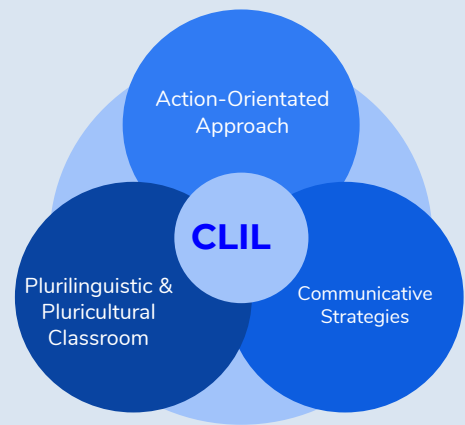 Action-Orientated
Approach
CLIL
Plurilinguistic &
Pluricultural
Classroom
Communicative
Strategies